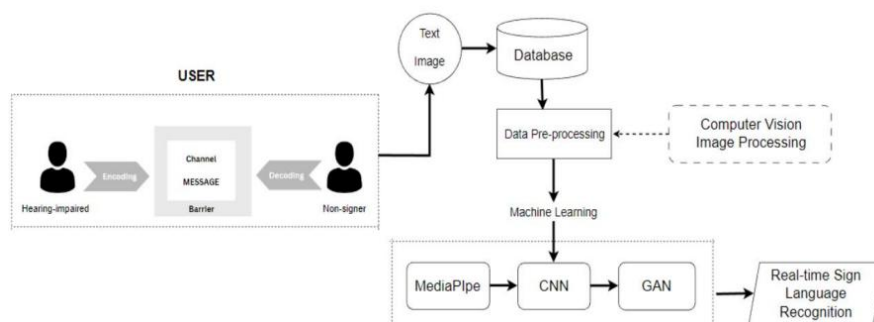 USER
Hearing-impaired
Encoding
Channel
MESSAGE
Barrier
Decoding
Non-signer
Text
Image
Database
Data Pre-processing
Computer Vision
Image Processing
Machine Learning
MediaPIpe
CNN
GAN
Real-time Sign
Language
Recognition